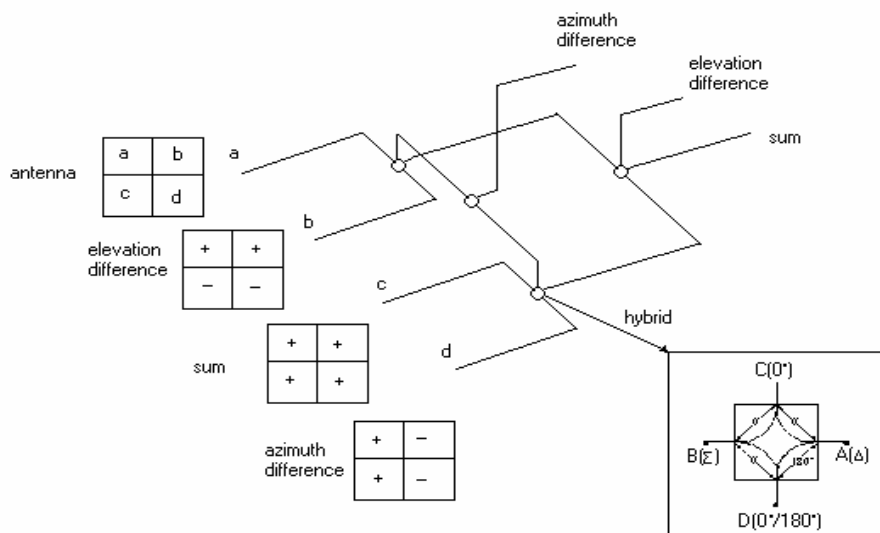 azimuth
difference
elevation
difference
sum
antenna
a b
c d
a
b
c
d
elevation
difference
+ +
− −
sum
+ +
+ +
azimuth
difference
+ −
+ −
hybrid
C(0°)
B(Σ)
A(Δ)
180°
D(0°/180°)